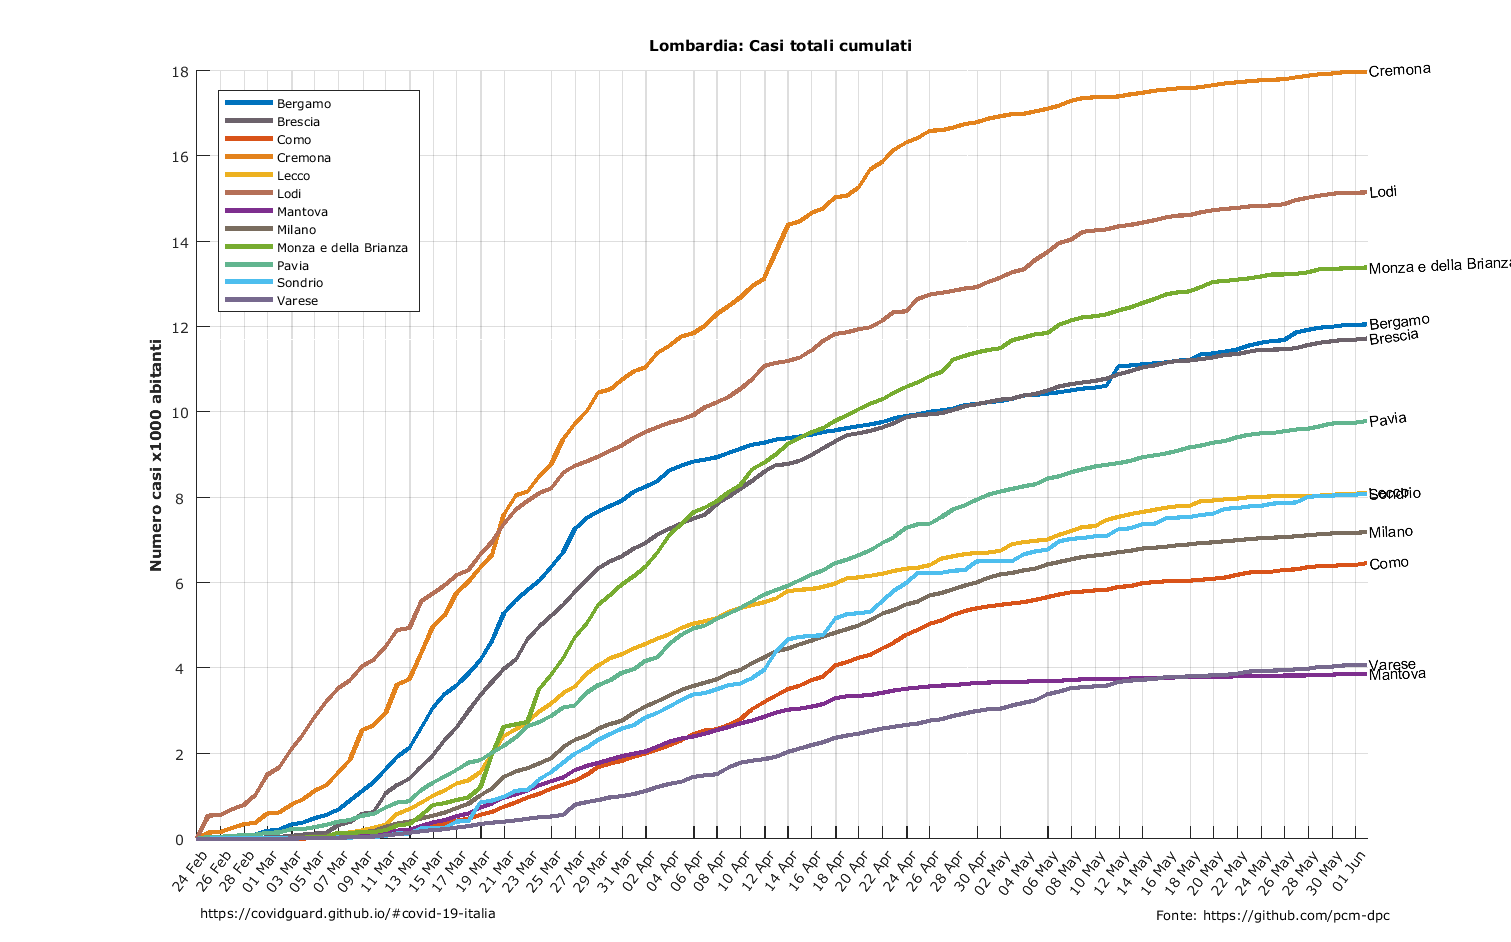 Lombardia: Casi totali cumulati
Numero casi x1000 abitanti
18
16
14
12
10
8
6
4
2
0
Bergamo
Brescia
Como
Cremona
Lecco
Lodi
Mantova
Milano
Monza e della Brianza
Pavia
Sondrio
Varese
Cremona
Lodi
Monza e della Brianza
Bergamo
Brescia
Pavia
Lecco
Sondrio
Milano
Como
Varese
Mantova
24 Feb
26 Feb
28 Feb
01 Mar
03 Mar
05 Mar
07 Mar
09 Mar
11 Mar
13 Mar
15 Mar
17 Mar
19 Mar
21 Mar
23 Mar
25 Mar
27 Mar
29 Mar
31 Mar
02 Apr
04 Apr
06 Apr
08 Apr
10 Apr
12 Apr
14 Apr
16 Apr
18 Apr
20 Apr
22 Apr
24 Apr
26 Apr
28 Apr
30 Apr
02 May
04 May
06 May
08 May
10 May
12 May
14 May
16 May
18 May
20 May
22 May
24 May
26 May
28 May
30 May
01 Jun
https://covidguard.github.io/#covid-19-italia
Fonte: https://github.com/pcm-dpc